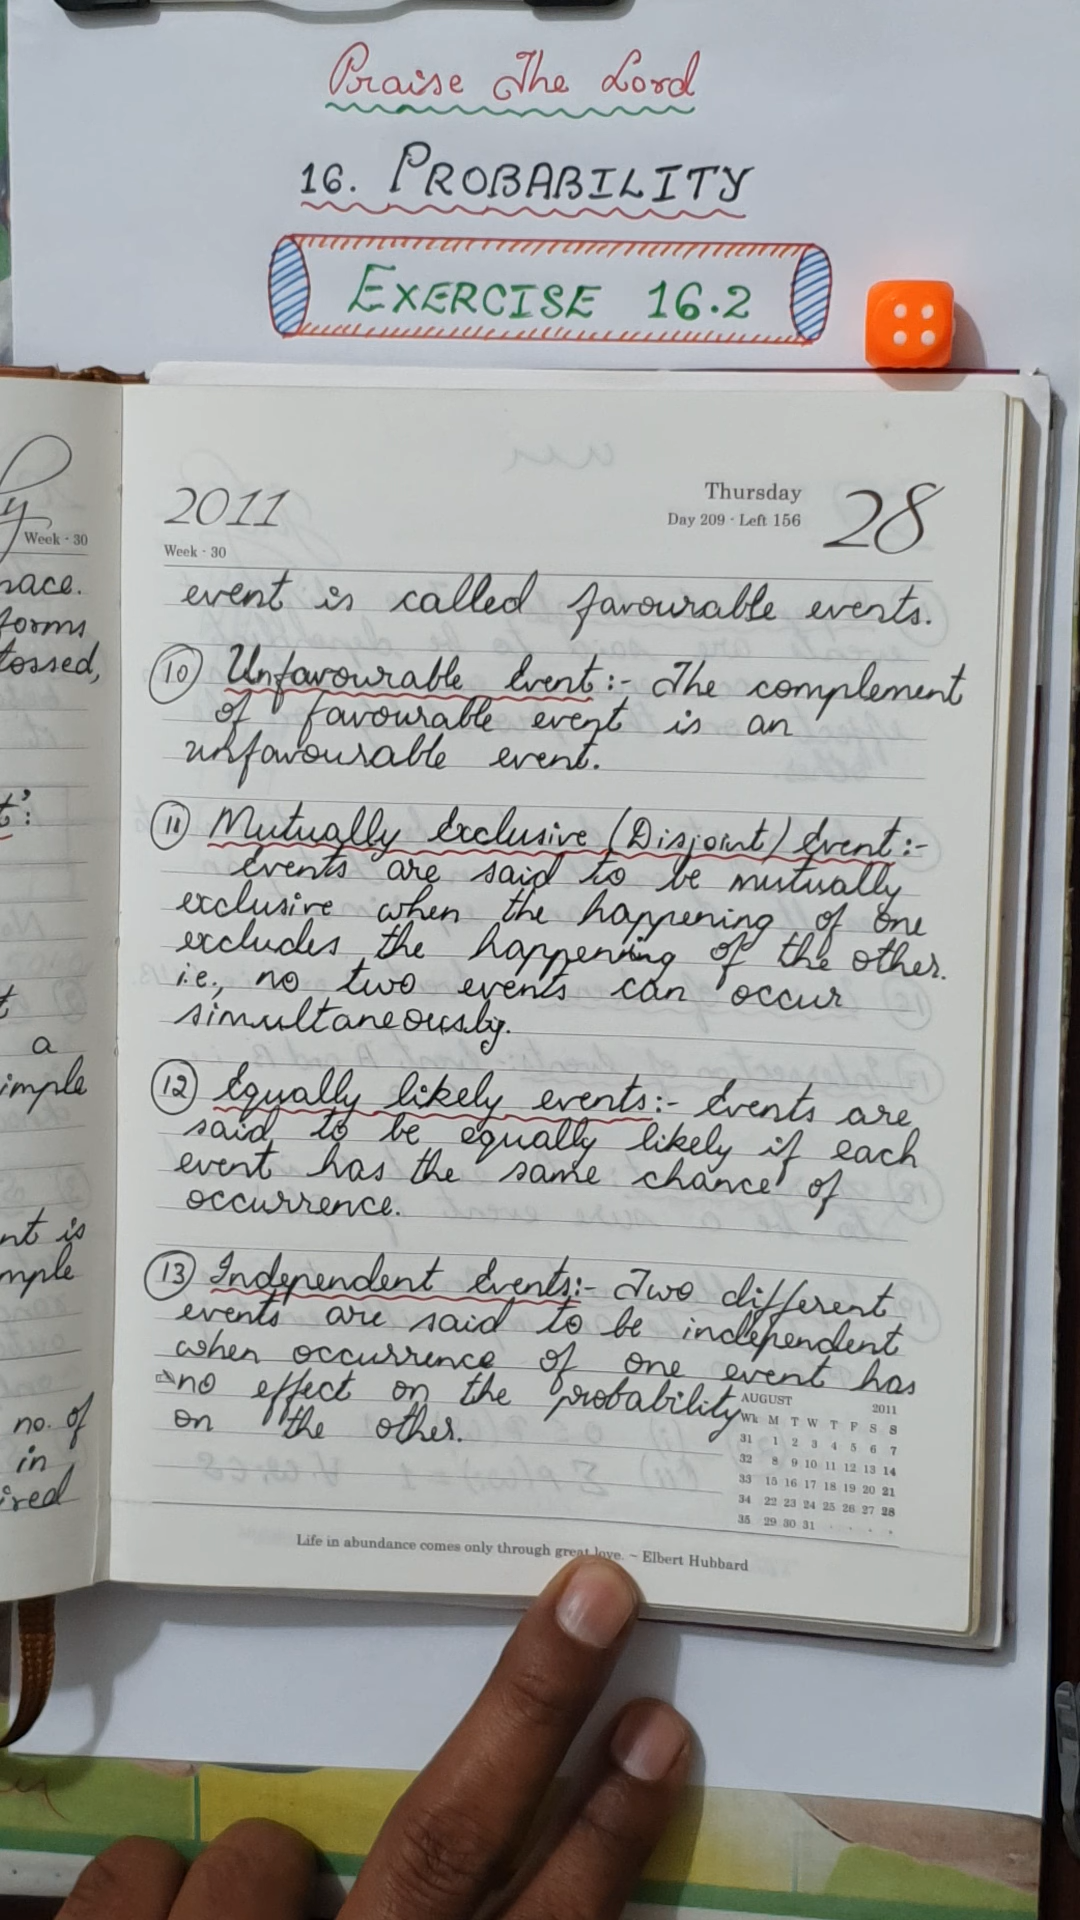 Praise The Lord
16. PROBABILITY
EXERCISE 16.2
2011
Week · 30
Thursday
Day 209 · Left 156
28
event is called favourable events.
10 Unfavourable Event:- The complement
of favourable event is an
unfavourable event.
11 Mutually Exclusive (Disjoint) Event:-
Events are said to be mutually
exclusive when the happening of one
excludes the happening of the other.
i.e., no two events can occur
simultaneously.
12 Equally likely events:- Events are
said to be equally likely if each
event has the same chance of
occurrence.
13 Independent Events:- Two different
events are said to be independent
when occurrence of one event has
no effect on the probability
on the other.
AUGUST 2011
Wk M T W T F S S
31 1 2 3 4 5 6 7
32 8 9 10 11 12 13 14
33 15 16 17 18 19 20 21
34 22 23 24 25 26 27 28
35 29 30 31 · · · ·
Life in abundance comes only through great love. ~ Elbert Hubbard
Week · 30
forms
tossed,
a
no. of
in